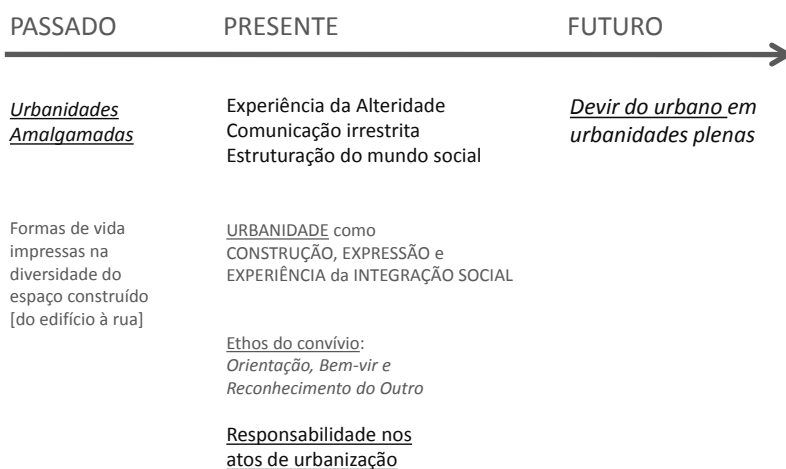 PASSADO
PRESENTE
FUTURO
Urbanidades
Amalgamadas
Experiência da Alteridade
Comunicação irrestrita
Estruturação do mundo social
Devir do urbano em
urbanidades plenas
Formas de vida
impressas na
diversidade do
espaço construído
[do edifício à rua]
URBANIDADE como
CONSTRUÇÃO, EXPRESSÃO e
EXPERIÊNCIA da INTEGRAÇÃO SOCIAL
Ethos do convívio:
Orientação, Bem-vir e
Reconhecimento do Outro
Responsabilidade nos
atos de urbanização